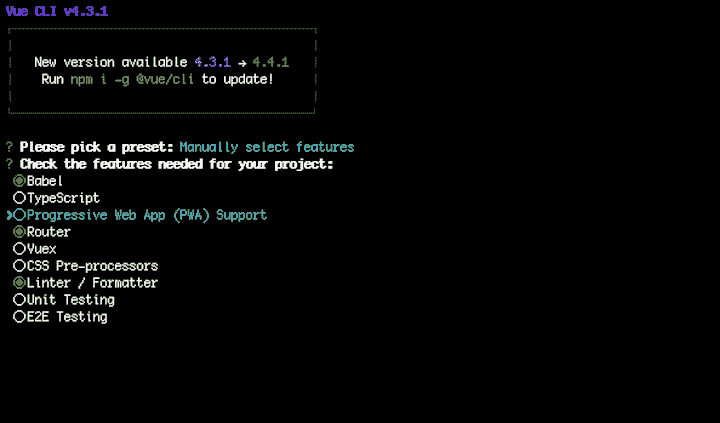 Vue CLI v4.3.1
New version available 4.3.1 → 4.4.1
Run npm i -g @vue/cli to update!
? Please pick a preset: Manually select features
? Check the features needed for your project:
◉Babel
◯TypeScript
❯◯Progressive Web App (PWA) Support
◉Router
◯Vuex
◯CSS Pre-processors
◉Linter / Formatter
◯Unit Testing
◯E2E Testing